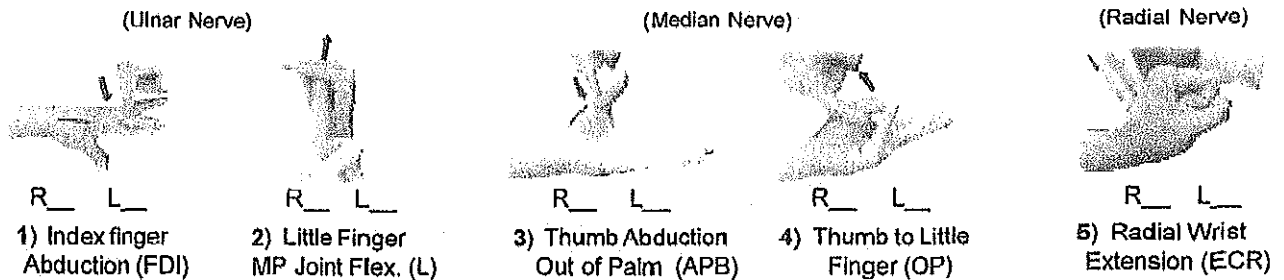 (Ulnar Nerve) (Median Nerve) (Radial Nerve)
R__ L__ R__ L__ R__ L__ R__ L__ R__ L__
1) Index finger 2) Little Finger 3) Thumb Abduction 4) Thumb to Little 5) Radial Wrist
Abduction (FDI) MP Joint Flex. (L) Out of Palm (APB) Finger (OP) Extension (ECR)